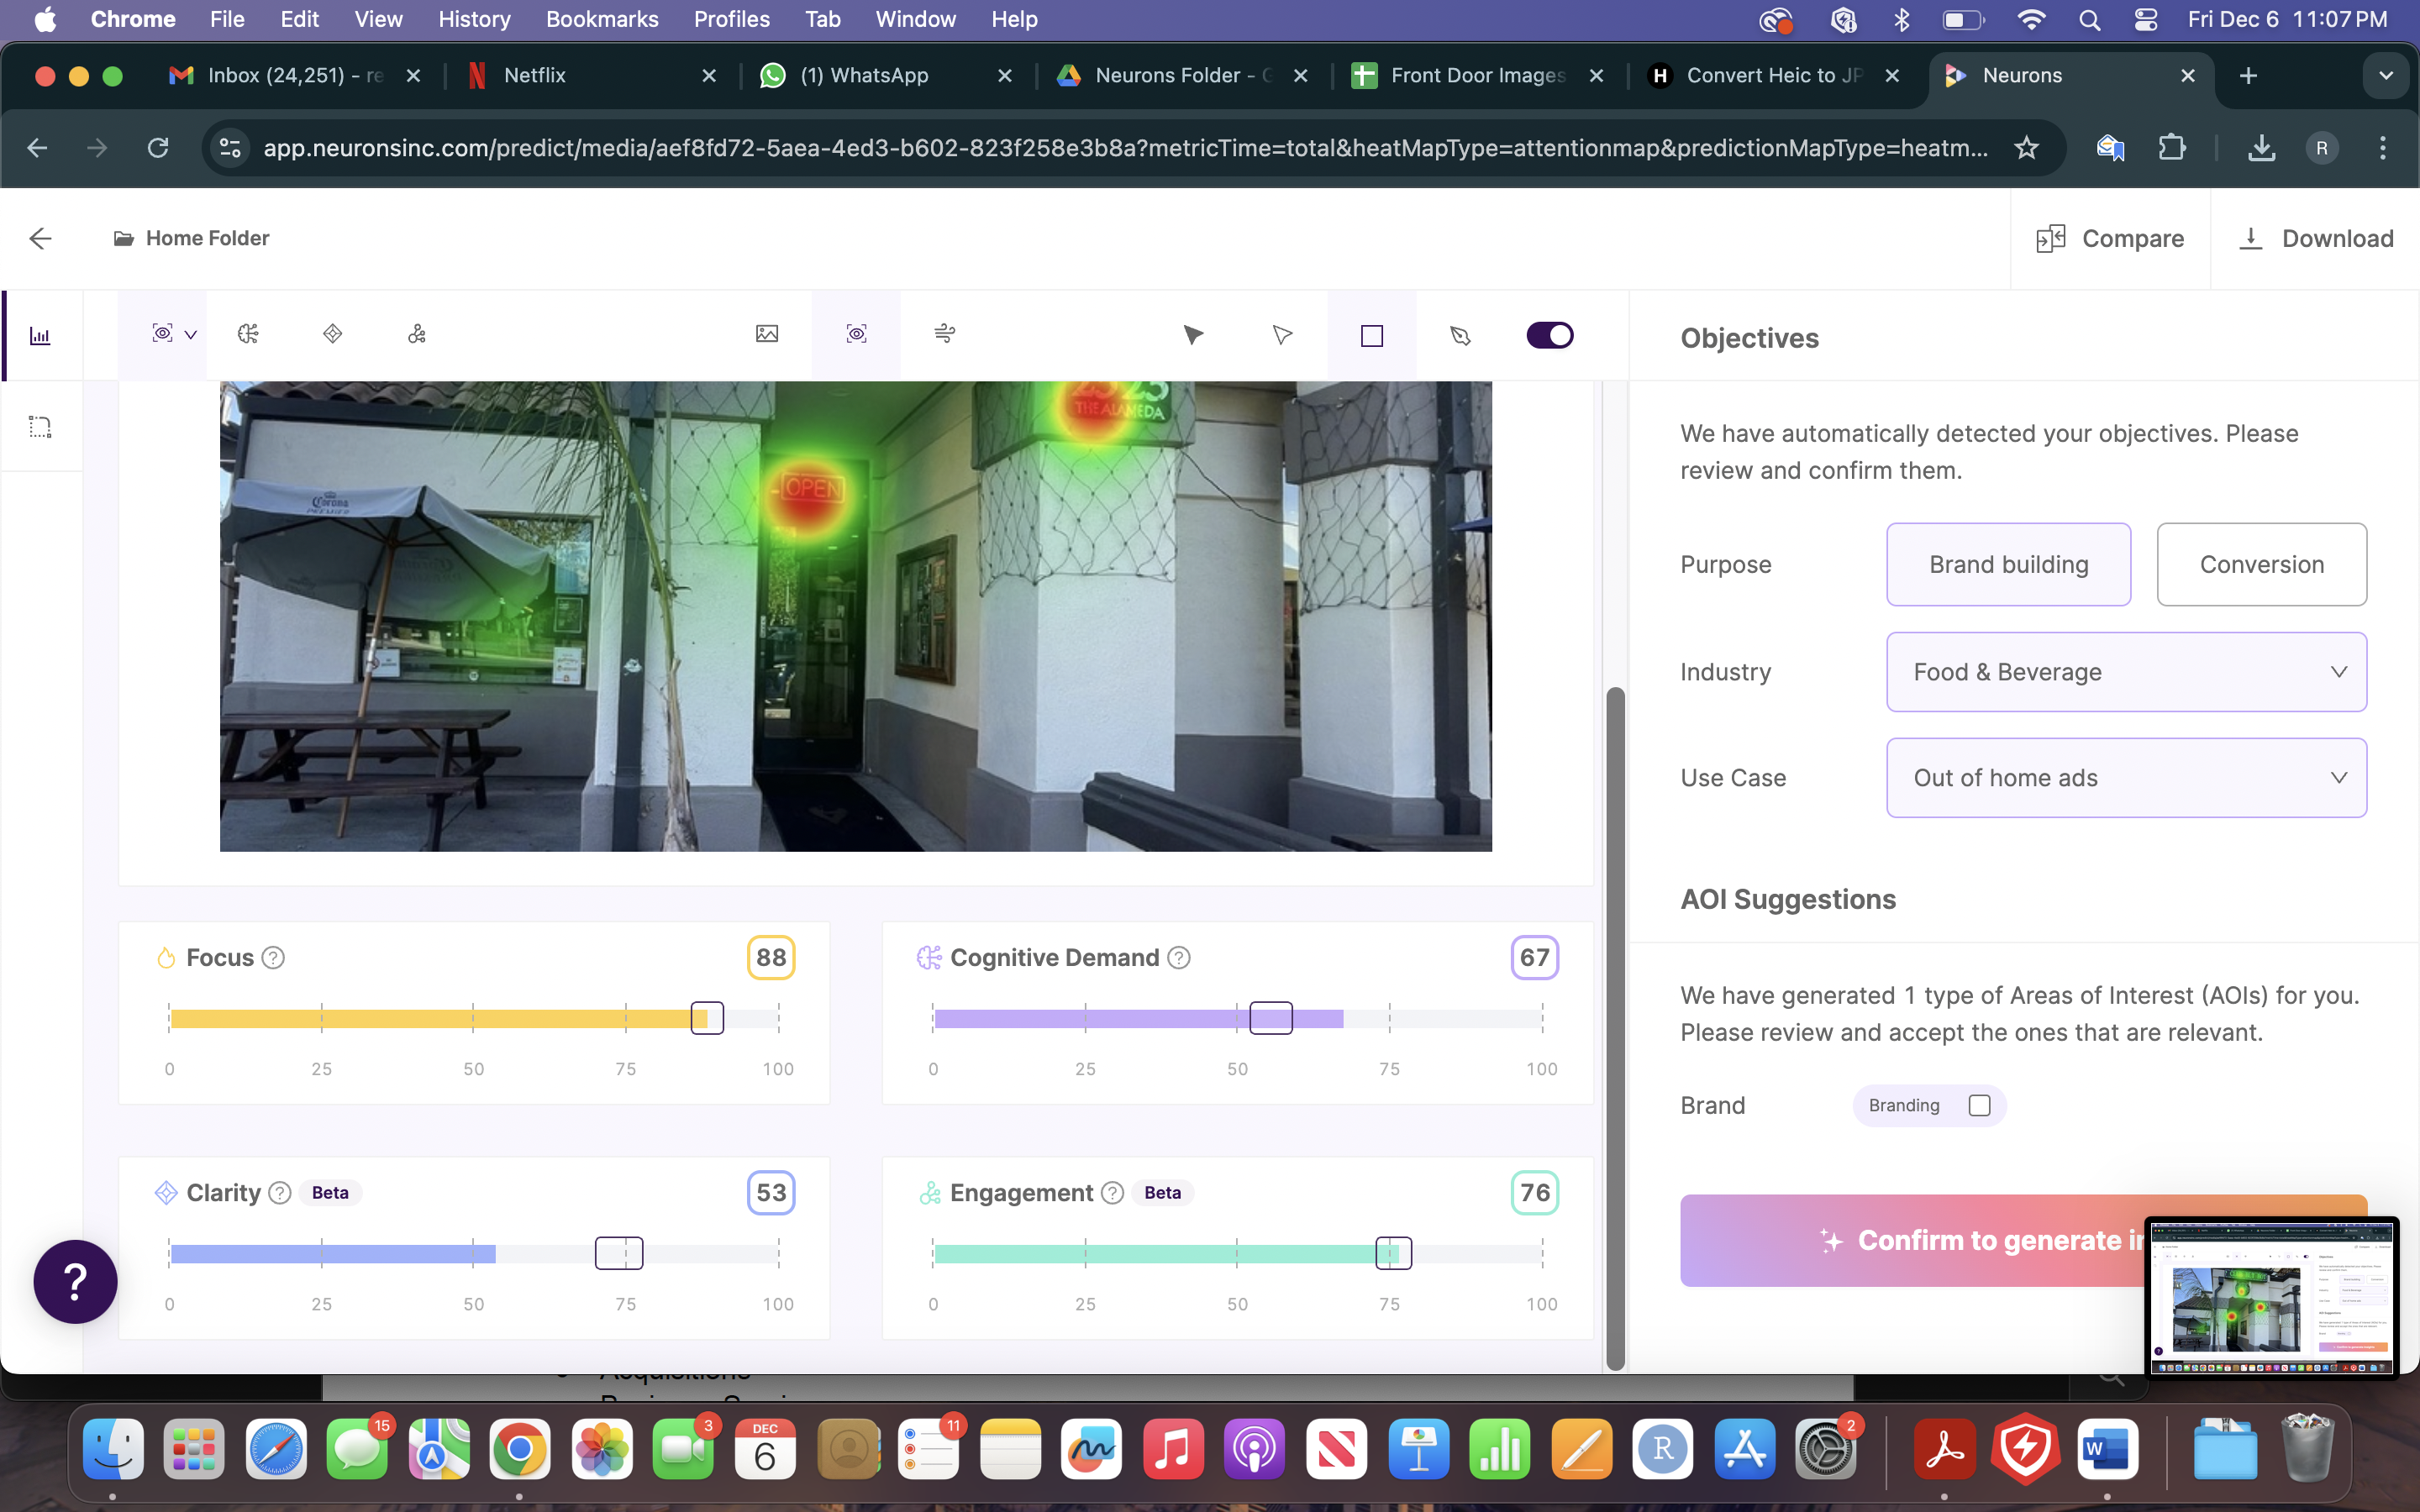 Chrome File Edit View History Bookmarks Profiles Tab Window Help Fri Dec 6 11:07 PM
Inbox (24,251) - re Netflix (1) WhatsApp Neurons Folder - G Front Door Images Convert Heic to JP Neurons
app.neuronsinc.com/predict/media/aef8fd72-5aea-4ed3-b602-823f258e3b8a?metricTime=total&heatMapType=attentionmap&predictionMapType=heatm...
R
Home Folder
Compare
Download
2325
THE ALAMEDA
OPEN
Corona
PREMIER
Focus
88
0 25 50 75 100
Cognitive Demand
67
0 25 50 75 100
Clarity Beta
53
0 25 50 75 100
Engagement Beta
76
0 25 50 75 100
?
Objectives
We have automatically detected your objectives. Please
review and confirm them.
Purpose Brand building Conversion
Industry Food & Beverage
Use Case Out of home ads
AOI Suggestions
We have generated 1 type of Areas of Interest (AOIs) for you.
Please review and accept the ones that are relevant.
Brand Branding
Confirm to generate in
15 3 DEC 6 11 R 2 W